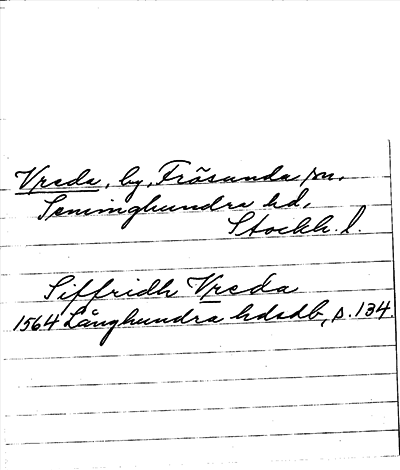 Vreda, by, Frösunda sn,
Seminghundra hd,
Stockh. l.
Siffridh Vreda
1564 Långhundra hdsdb, p. 134.